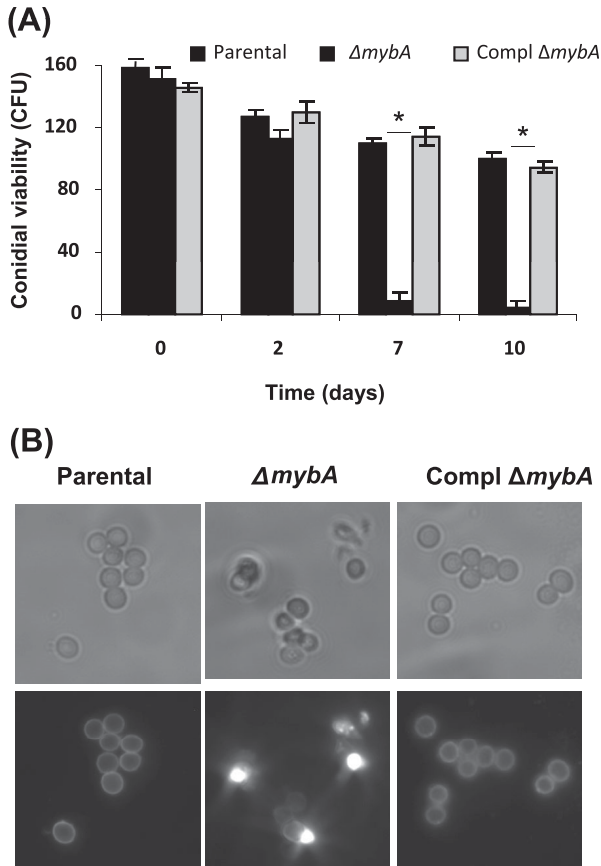 (A)
Parental ΔmybA Compl ΔmybA
Conidial viability (CFU)
160
120
80
40
0
* *
0 2 7 10
Time (days)
(B)
Parental ΔmybA Compl ΔmybA